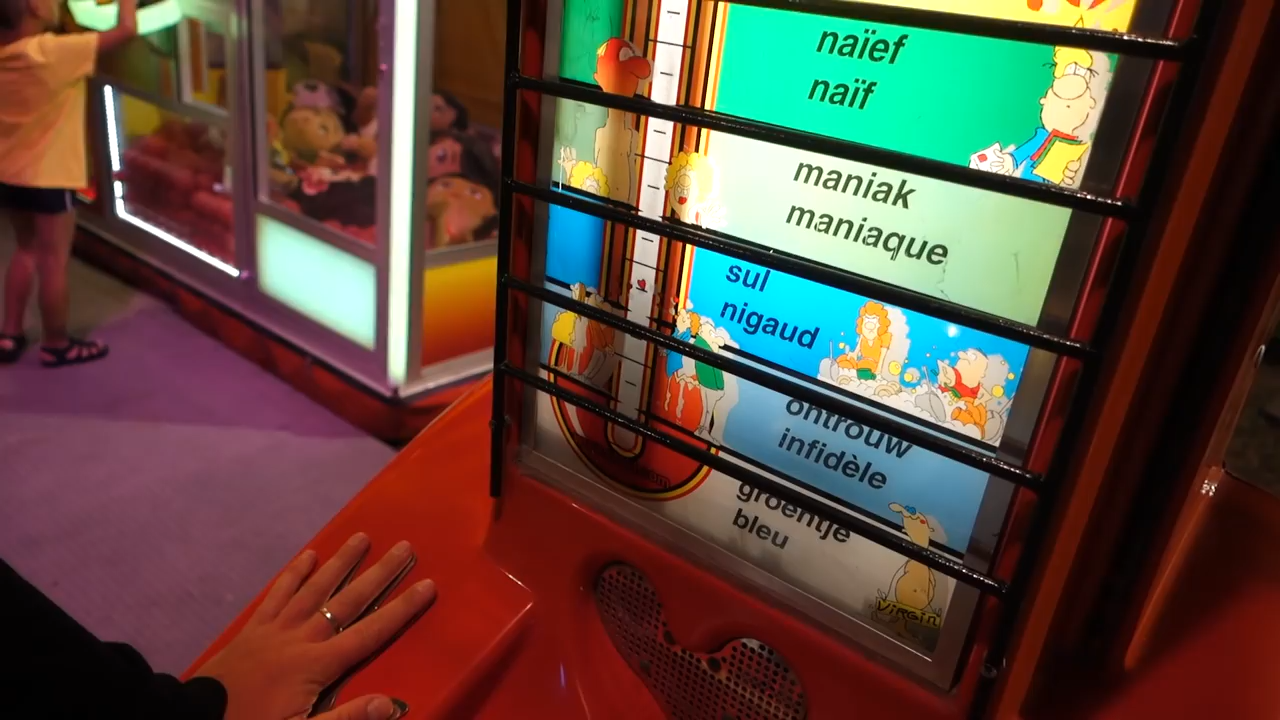 naïef
naïf
maniak
maniaque
sul
nigaud
ontrouw
infidèle
groentje
bleu
VIRGIN